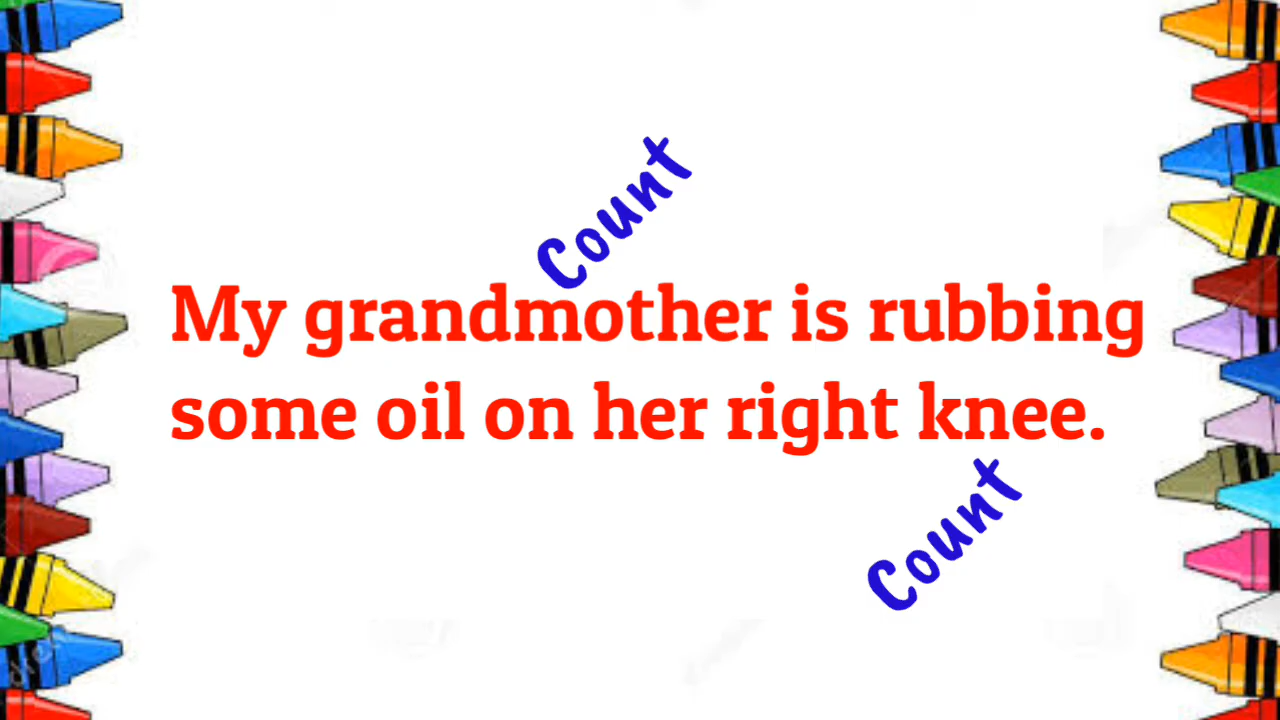 Count
My grandmother is rubbing
some oil on her right knee.
Count